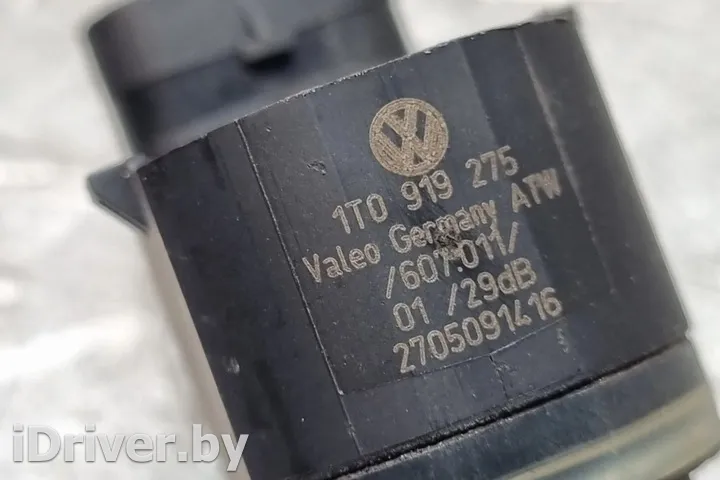 1T0 919 275
Valeo Germany ATW
/607.011/
01 /29dB
2705091416
iDriver.by